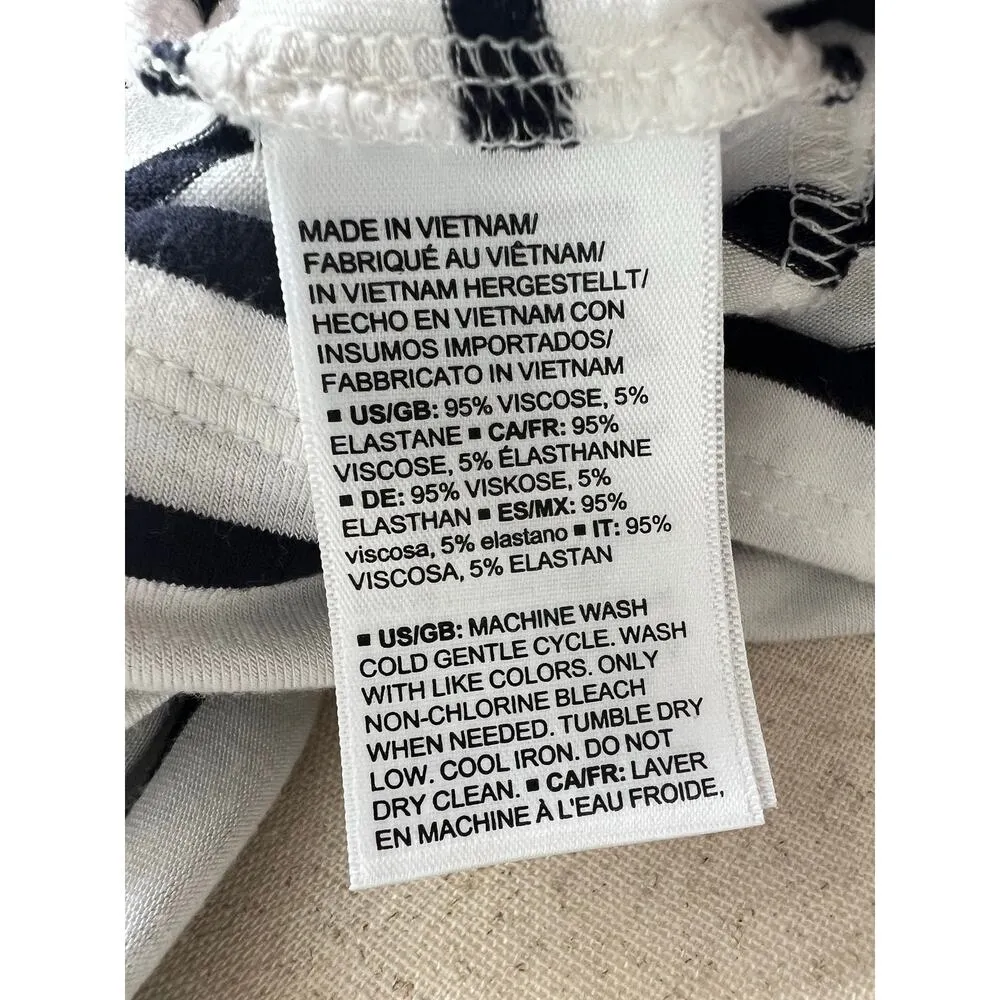 MADE IN VIETNAM/
FABRIQUÉ AU VIÊTNAM/
IN VIETNAM HERGESTELLT/
HECHO EN VIETNAM CON
INSUMOS IMPORTADOS/
FABBRICATO IN VIETNAM
▪ US/GB: 95% VISCOSE, 5%
ELASTANE ▪ CA/FR: 95%
VISCOSE, 5% ÉLASTHANNE
▪ DE: 95% VISKOSE, 5%
ELASTHAN ▪ ES/MX: 95%
viscosa, 5% elastano ▪ IT: 95%
VISCOSA, 5% ELASTAN
▪ US/GB: MACHINE WASH
COLD GENTLE CYCLE. WASH
WITH LIKE COLORS. ONLY
NON-CHLORINE BLEACH
WHEN NEEDED. TUMBLE DRY
LOW. COOL IRON. DO NOT
DRY CLEAN. ▪ CA/FR: LAVER
EN MACHINE À L'EAU FROIDE,